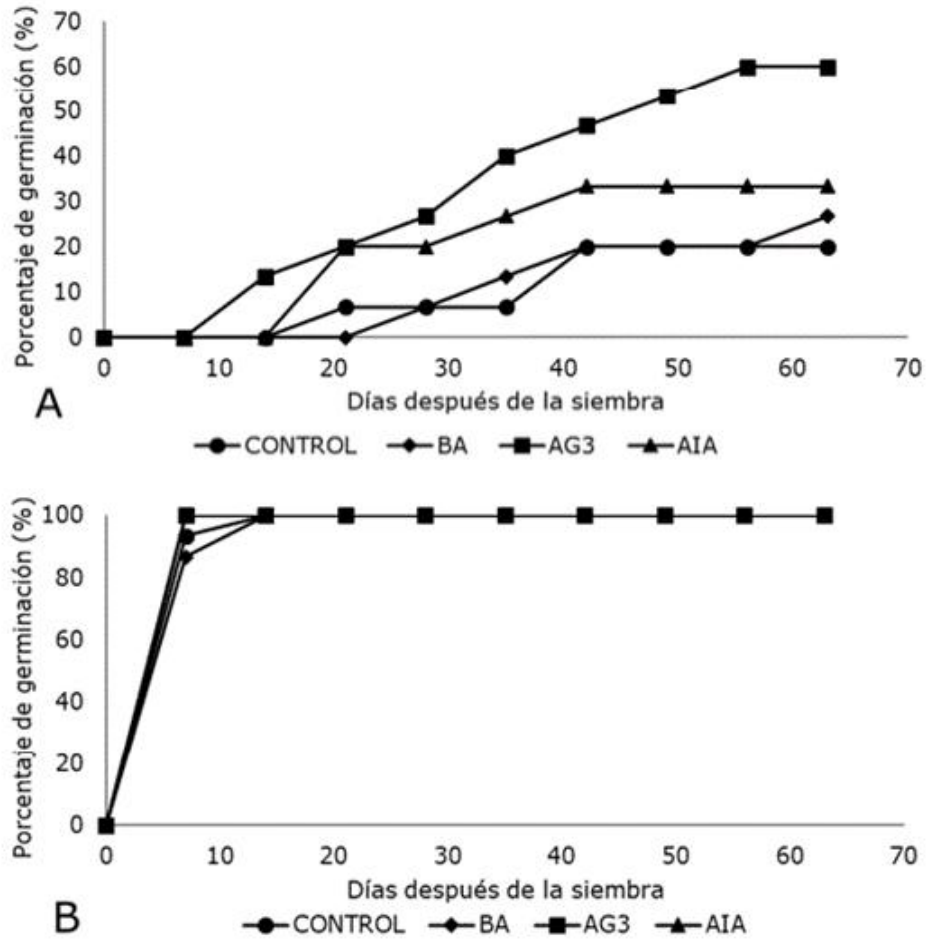 Porcentaje de germinación (%)
70
60
50
40
30
20
10
0
0 10 20 30 40 50 60 70
Días después de la siembra
A
CONTROL BA AG3 AIA
Porcentaje de germinación (%)
100
80
60
40
20
0
0 10 20 30 40 50 60 70
Días después de la siembra
B
CONTROL BA AG3 AIA